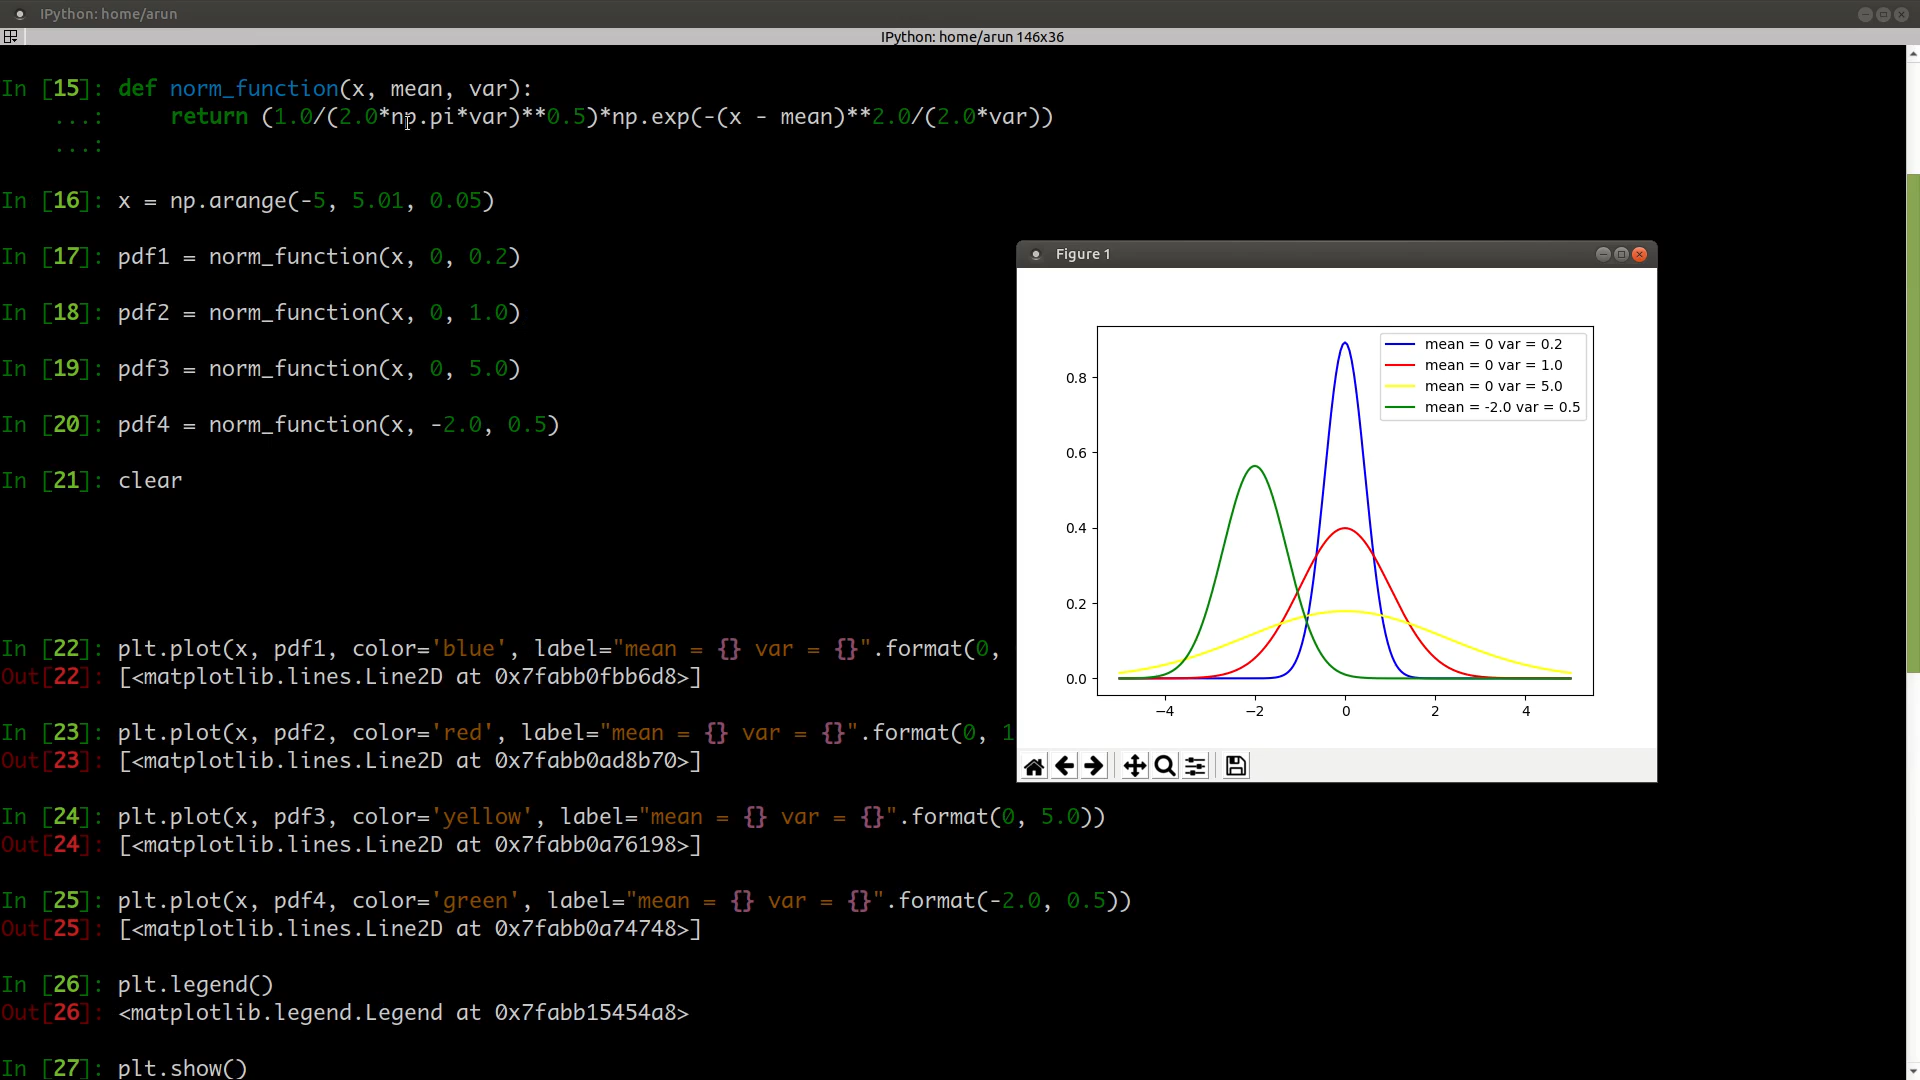 IPython: home/arun
IPython: home/arun 146x36
In [15]: def norm_function(x, mean, var):
...: return (1.0/(2.0*np.pi*var)**0.5)*np.exp(-(x - mean)**2.0/(2.0*var))
...:
In [16]: x = np.arange(-5, 5.01, 0.05)
In [17]: pdf1 = norm_function(x, 0, 0.2)
In [18]: pdf2 = norm_function(x, 0, 1.0)
In [19]: pdf3 = norm_function(x, 0, 5.0)
In [20]: pdf4 = norm_function(x, -2.0, 0.5)
In [21]: clear
In [22]: plt.plot(x, pdf1, color='blue', label="mean = {} var = {}".format(0,
Out[22]: [<matplotlib.lines.Line2D at 0x7fabb0fbb6d8>]
In [23]: plt.plot(x, pdf2, color='red', label="mean = {} var = {}".format(0, 1
Out[23]: [<matplotlib.lines.Line2D at 0x7fabb0ad8b70>]
In [24]: plt.plot(x, pdf3, color='yellow', label="mean = {} var = {}".format(0, 5.0))
Out[24]: [<matplotlib.lines.Line2D at 0x7fabb0a76198>]
In [25]: plt.plot(x, pdf4, color='green', label="mean = {} var = {}".format(-2.0, 0.5))
Out[25]: [<matplotlib.lines.Line2D at 0x7fabb0a74748>]
In [26]: plt.legend()
Out[26]: <matplotlib.legend.Legend at 0x7fabb15454a8>
In [27]: plt.show()
Figure 1
mean = 0 var = 0.2
mean = 0 var = 1.0
mean = 0 var = 5.0
mean = -2.0 var = 0.5
0.8
0.6
0.4
0.2
0.0
−4 −2 0 2 4